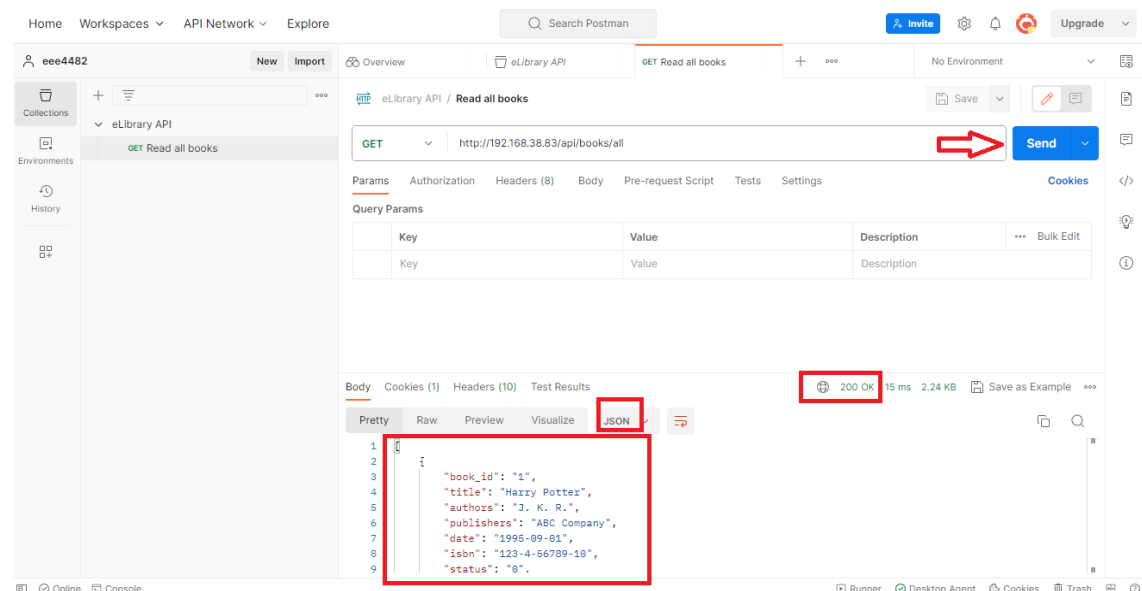 Home Workspaces API Network Explore Search Postman Invite Upgrade
eee4482 New Import Overview eLibrary API GET Read all books No Environment
Collections
eLibrary API
GET Read all books
Environments
History
HTTP eLibrary API / Read all books Save
GET http://192.168.38.83/api/books/all Send
Params Authorization Headers (8) Body Pre-request Script Tests Settings Cookies
Query Params
Key Value Description Bulk Edit
Key Value Description
Body Cookies (1) Headers (10) Test Results 200 OK 15 ms 2.24 KB Save as Example
Pretty Raw Preview Visualize JSON
1 [
2 {
3 "book_id": "1",
4 "title": "Harry Potter",
5 "authors": "J. K. R.",
6 "publishers": "ABC Company",
7 "date": "1995-09-01",
8 "isbn": "123-4-56789-10",
9 "status": "0",
Online Console Runner Desktop Agent Cookies Trash